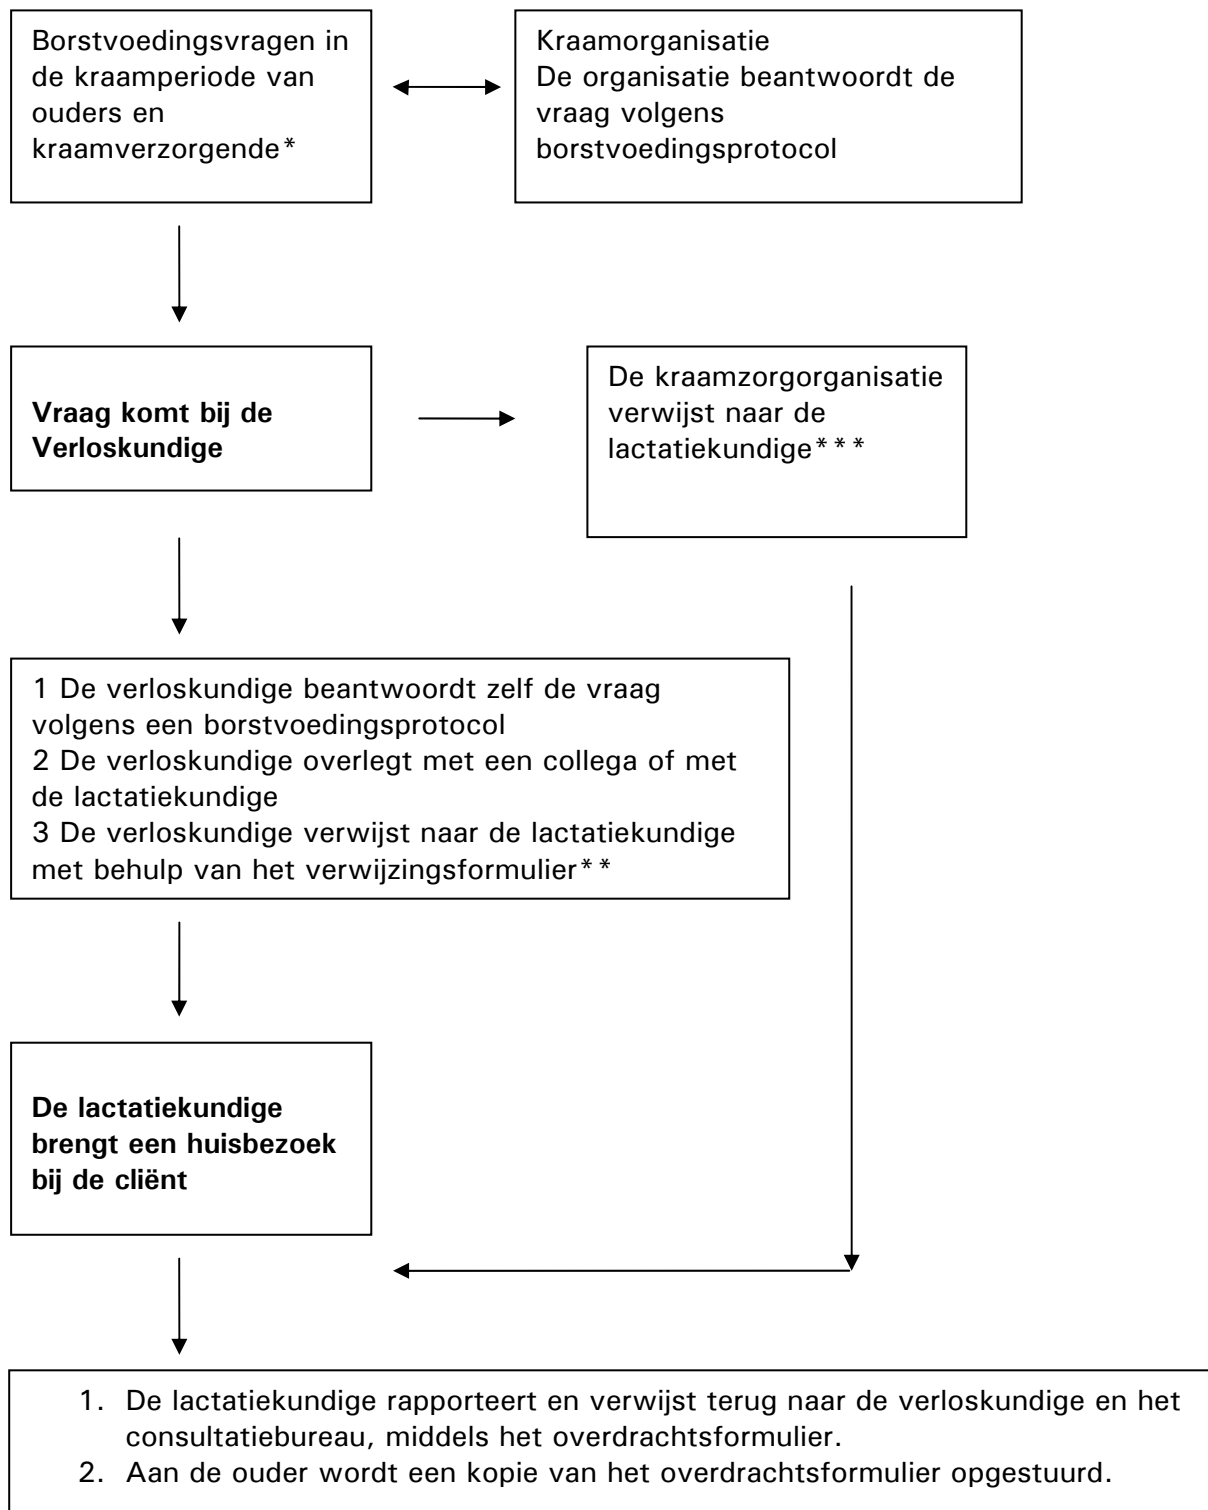 Borstvoedingsvragen in
de kraamperiode van
ouders en
kraamverzorgende*
Kraamorganisatie
De organisatie beantwoordt de
vraag volgens
borstvoedingsprotocol
Vraag komt bij de
Verloskundige
De kraamzorgorganisatie
verwijst naar de
lactatiekundige***
1 De verloskundige beantwoordt zelf de vraag
volgens een borstvoedingsprotocol
2 De verloskundige overlegt met een collega of met
de lactatiekundige
3 De verloskundige verwijst naar de lactatiekundige
met behulp van het verwijzingsformulier**
De lactatiekundige
brengt een huisbezoek
bij de cliënt
1. De lactatiekundige rapporteert en verwijst terug naar de verloskundige en het
consultatiebureau, middels het overdrachtsformulier.
2. Aan de ouder wordt een kopie van het overdrachtsformulier opgestuurd.